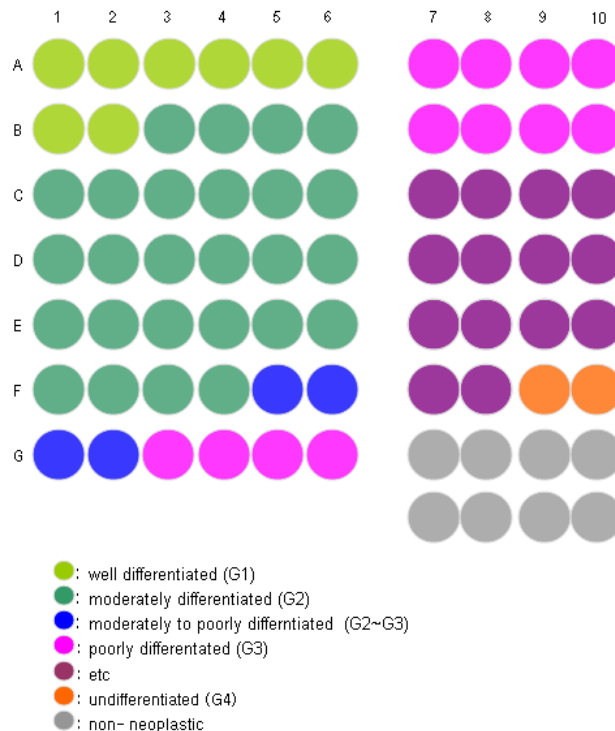 1 2 3 4 5 6 7 8 9 10
A
B
C
D
E
F
G
: well differentiated (G1)
: moderately differentiated (G2)
: moderately to poorly differntiated (G2~G3)
: poorly differentated (G3)
: etc
: undifferentiated (G4)
: non- neoplastic